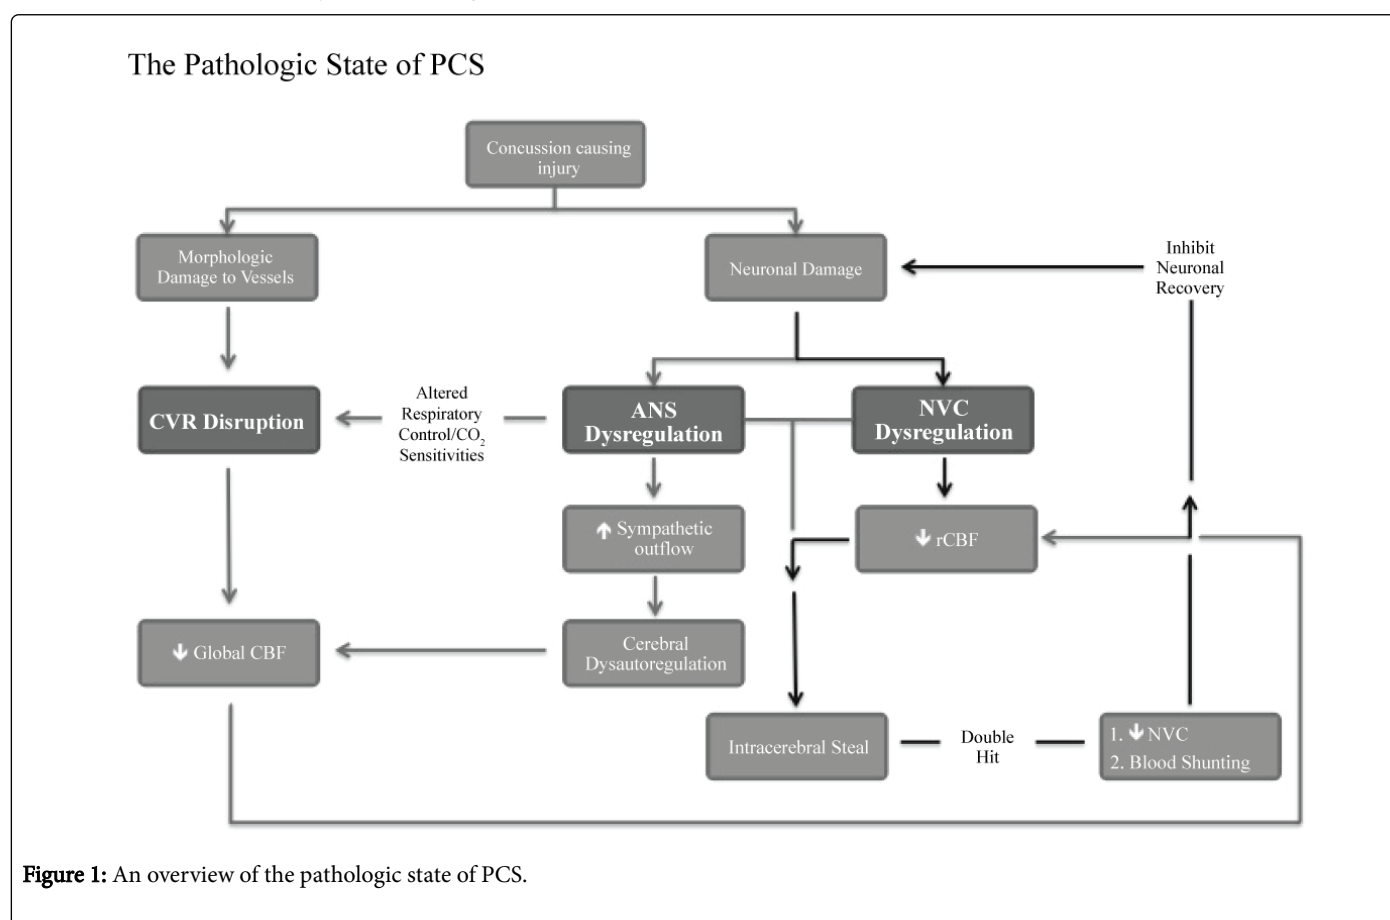 The Pathologic State of PCS
Concussion causing
injury
Morphologic
Damage to Vessels
Neuronal Damage
Inhibit
Neuronal
Recovery
CVR Disruption
Altered
Respiratory
Control/CO₂
Sensitivities
ANS
Dysregulation
NVC
Dysregulation
↑ Sympathetic
outflow
↓ rCBF
↓ Global CBF
Cerebral
Dysautoregulation
Intracerebral Steal
Double
Hit
1. ↓ NVC
2. Blood Shunting
Figure 1: An overview of the pathologic state of PCS.